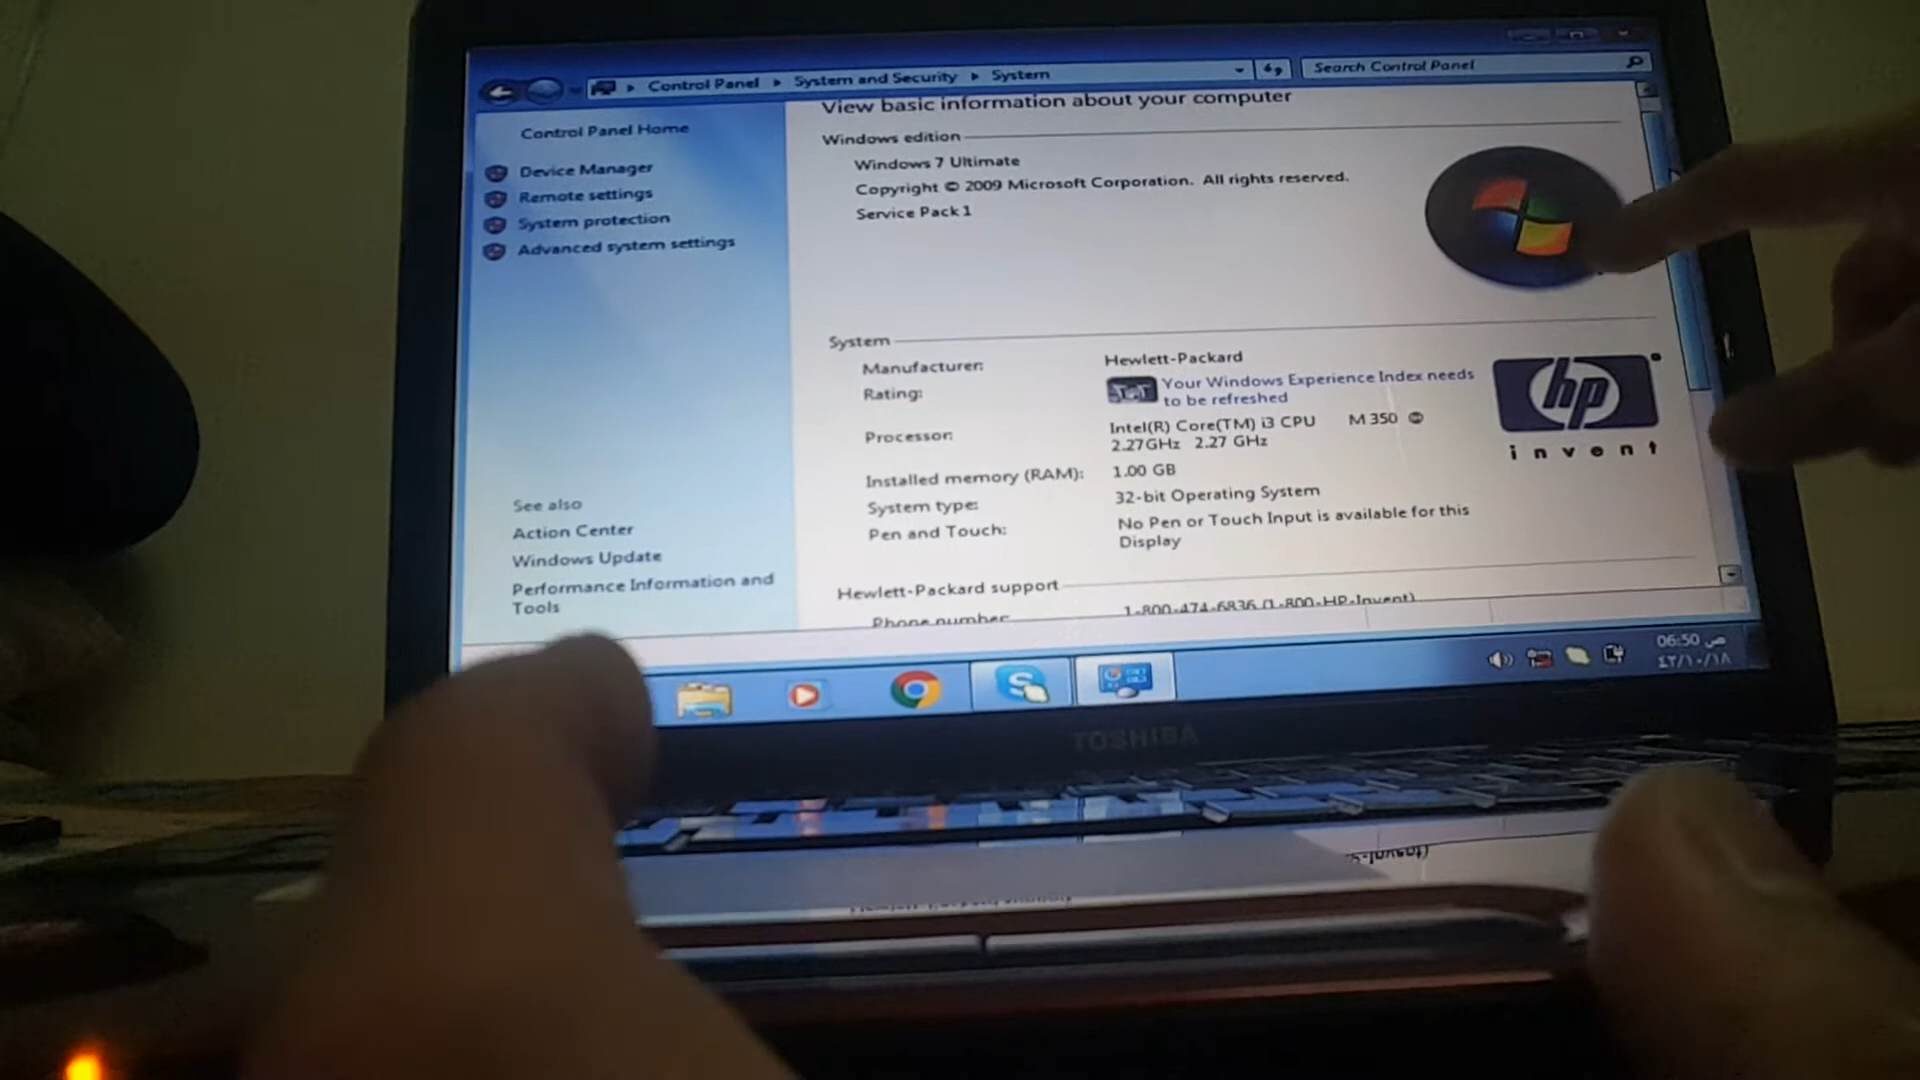 Control Panel ▸ System and Security ▸ System
Search Control Panel
Control Panel Home
Device Manager
Remote settings
System protection
Advanced system settings
See also
Action Center
Windows Update
Performance Information and
Tools
View basic information about your computer
Windows edition
Windows 7 Ultimate
Copyright © 2009 Microsoft Corporation. All rights reserved.
Service Pack 1
System
Manufacturer: Hewlett-Packard
Rating: Your Windows Experience Index needs
to be refreshed
Processor: Intel(R) Core(TM) i3 CPU M 350 @
2.27GHz 2.27 GHz
Installed memory (RAM): 1.00 GB
System type: 32-bit Operating System
Pen and Touch: No Pen or Touch Input is available for this
Display
hp
invent
Hewlett-Packard support
Phone number: 1-800-474-6836 (1-800-HP-Invent)
06:50 ص
٤٣/١٠/١٨
TOSHIBA